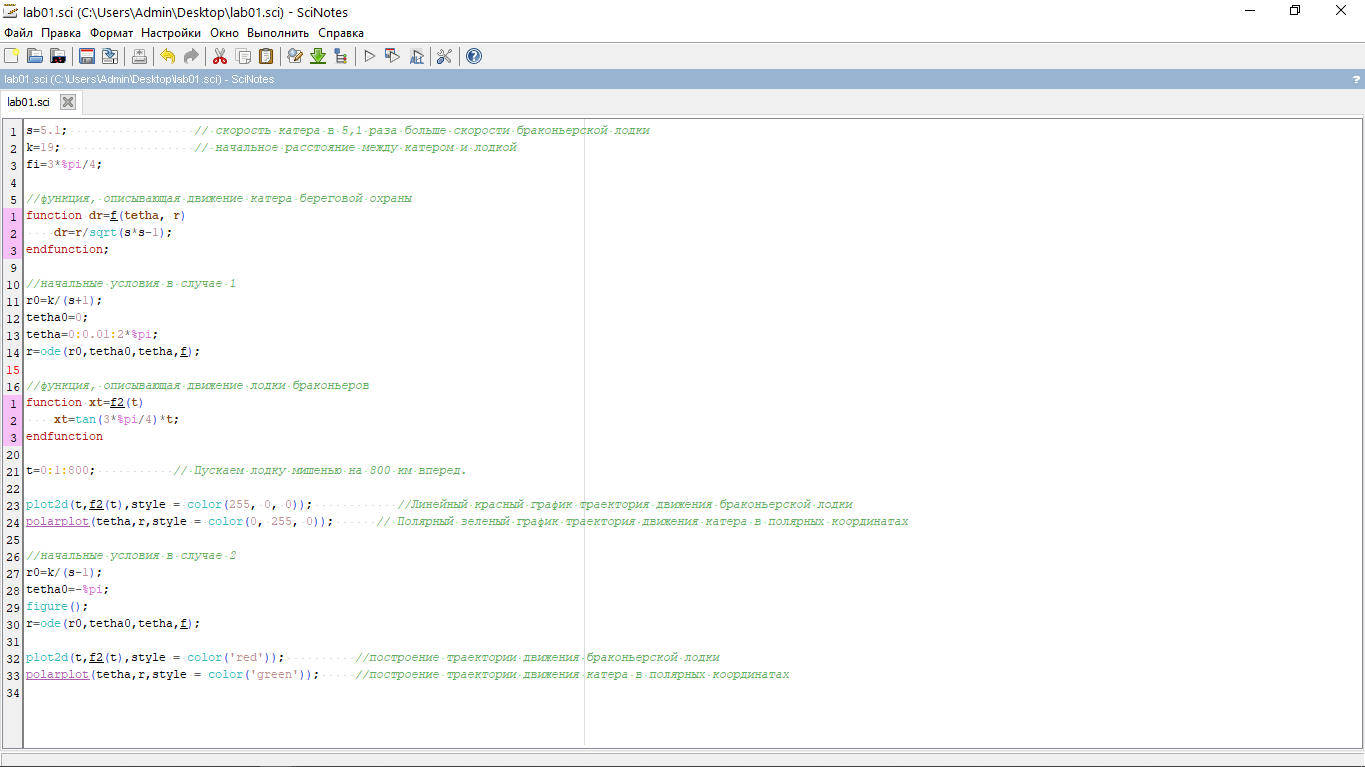 lab01.sci (C:\Users\Admin\Desktop\lab01.sci) - SciNotes
Файл Правка Формат Настройки Окно Выполнить Справка
lab01.sci (C:\Users\Admin\Desktop\lab01.sci) - SciNotes ?
lab01.sci
1 s=5.1; // скорость катера в 5,1 раза больше скорости браконьерской лодки
2 k=19; // начальное расстояние между катером и лодкой
3 fi=3*%pi/4;
4
5 //функция, описывающая движение катера береговой охраны
1 function dr=f(tetha, r)
2 dr=r/sqrt(s*s-1);
3 endfunction;
9
10 //начальные условия в случае 1
11 r0=k/(s+1);
12 tetha0=0;
13 tetha=0:0.01:2*%pi;
14 r=ode(r0,tetha0,tetha,f);
15
16 //функция, описывающая движение лодки браконьеров
1 function xt=f2(t)
2 xt=tan(3*%pi/4)*t;
3 endfunction
20
21 t=0:1:800; // Пускаем лодку мишенью на 800 км вперед.
22
23 plot2d(t,f2(t),style = color(255, 0, 0)); //Линейный красный график траектория движения браконьерской лодки
24 polarplot(tetha,r,style = color(0, 255, 0)); // Полярный зеленый график траектория движения катера в полярных координатах
25
26 //начальные условия в случае 2
27 r0=k/(s-1);
28 tetha0=-%pi;
29 figure();
30 r=ode(r0,tetha0,tetha,f);
31
32 plot2d(t,f2(t),style = color('red')); //построение траектории движения браконьерской лодки
33 polarplot(tetha,r,style = color('green')); //построение траектории движения катера в полярных координатах
34